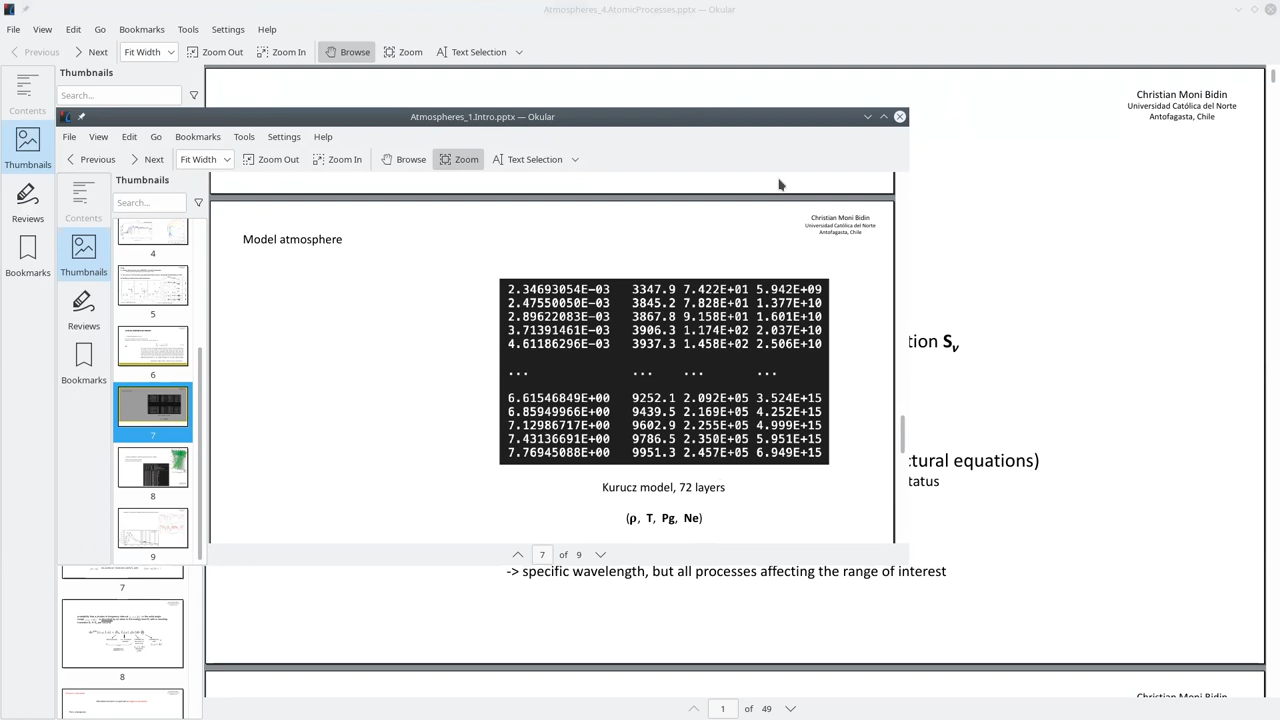 Atmospheres_4.AtomicProcesses.pptx — Okular
File View Edit Go Bookmarks Tools Settings Help
Previous Next Fit Width Zoom Out Zoom In Browse Zoom Text Selection
Contents
Thumbnails
Reviews
Bookmarks
Thumbnails
Search...
Christian Moni Bidin
Universidad Católica del Norte
Antofagasta, Chile
Atmospheres_1.Intro.pptx — Okular
File View Edit Go Bookmarks Tools Settings Help
Previous Next Fit Width Zoom Out Zoom In Browse Zoom Text Selection
Contents
Thumbnails
Reviews
Bookmarks
Thumbnails
Search...
4
5
6
7
8
9
Model atmosphere
Christian Moni Bidin
Universidad Católica del Norte
Antofagasta, Chile
2.34693054E-03 3347.9 7.422E+01 5.942E+09
2.47550050E-03 3845.2 7.828E+01 1.377E+10
2.89622083E-03 3867.8 9.158E+01 1.601E+10
3.71391461E-03 3906.3 1.174E+02 2.037E+10
4.61186296E-03 3937.3 1.458E+02 2.506E+10
... ... ... ...
6.61546849E+00 9252.1 2.092E+05 3.524E+15
6.85949966E+00 9439.5 2.169E+05 4.252E+15
7.12986717E+00 9602.9 2.255E+05 4.999E+15
7.43136691E+00 9786.5 2.350E+05 5.951E+15
7.76945088E+00 9951.3 2.457E+05 6.949E+15
Kurucz model, 72 layers
(ρ, T, Pg, Ne)
7 of 9
tion Sν
ctural equations)
tatus
-> specific wavelength, but all processes affecting the range of interest
7
8
Christian Moni Bidin
1 of 49